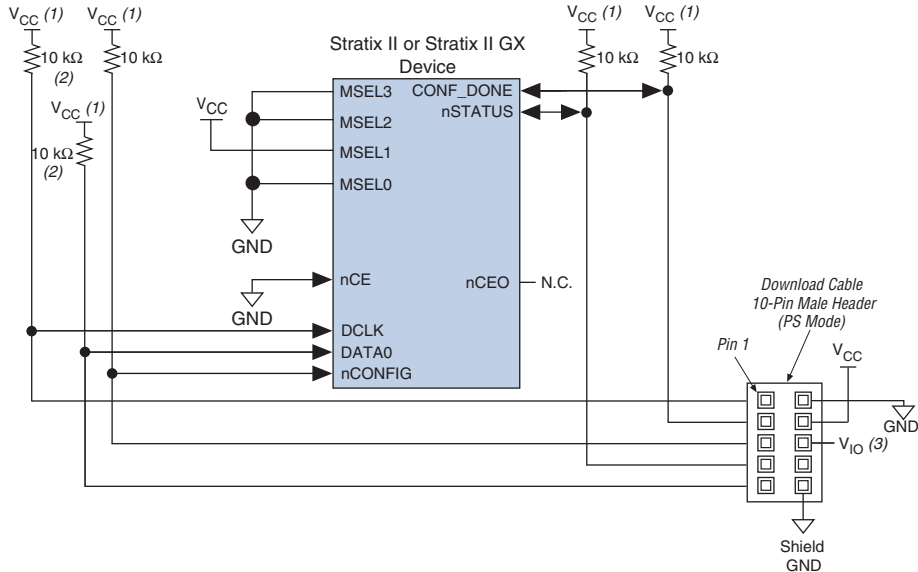 VCC (1)
VCC (1)
VCC (1)
VCC (1)
10 kΩ
(2)
10 kΩ
10 kΩ
10 kΩ
Stratix II or Stratix II GX
Device
VCC (1)
10 kΩ
(2)
VCC
MSEL3
MSEL2
MSEL1
MSEL0
CONF_DONE
nSTATUS
GND
nCE
nCEO
N.C.
GND
DCLK
DATA0
nCONFIG
Download Cable
10-Pin Male Header
(PS Mode)
Pin 1
VCC
GND
VIO (3)
Shield
GND